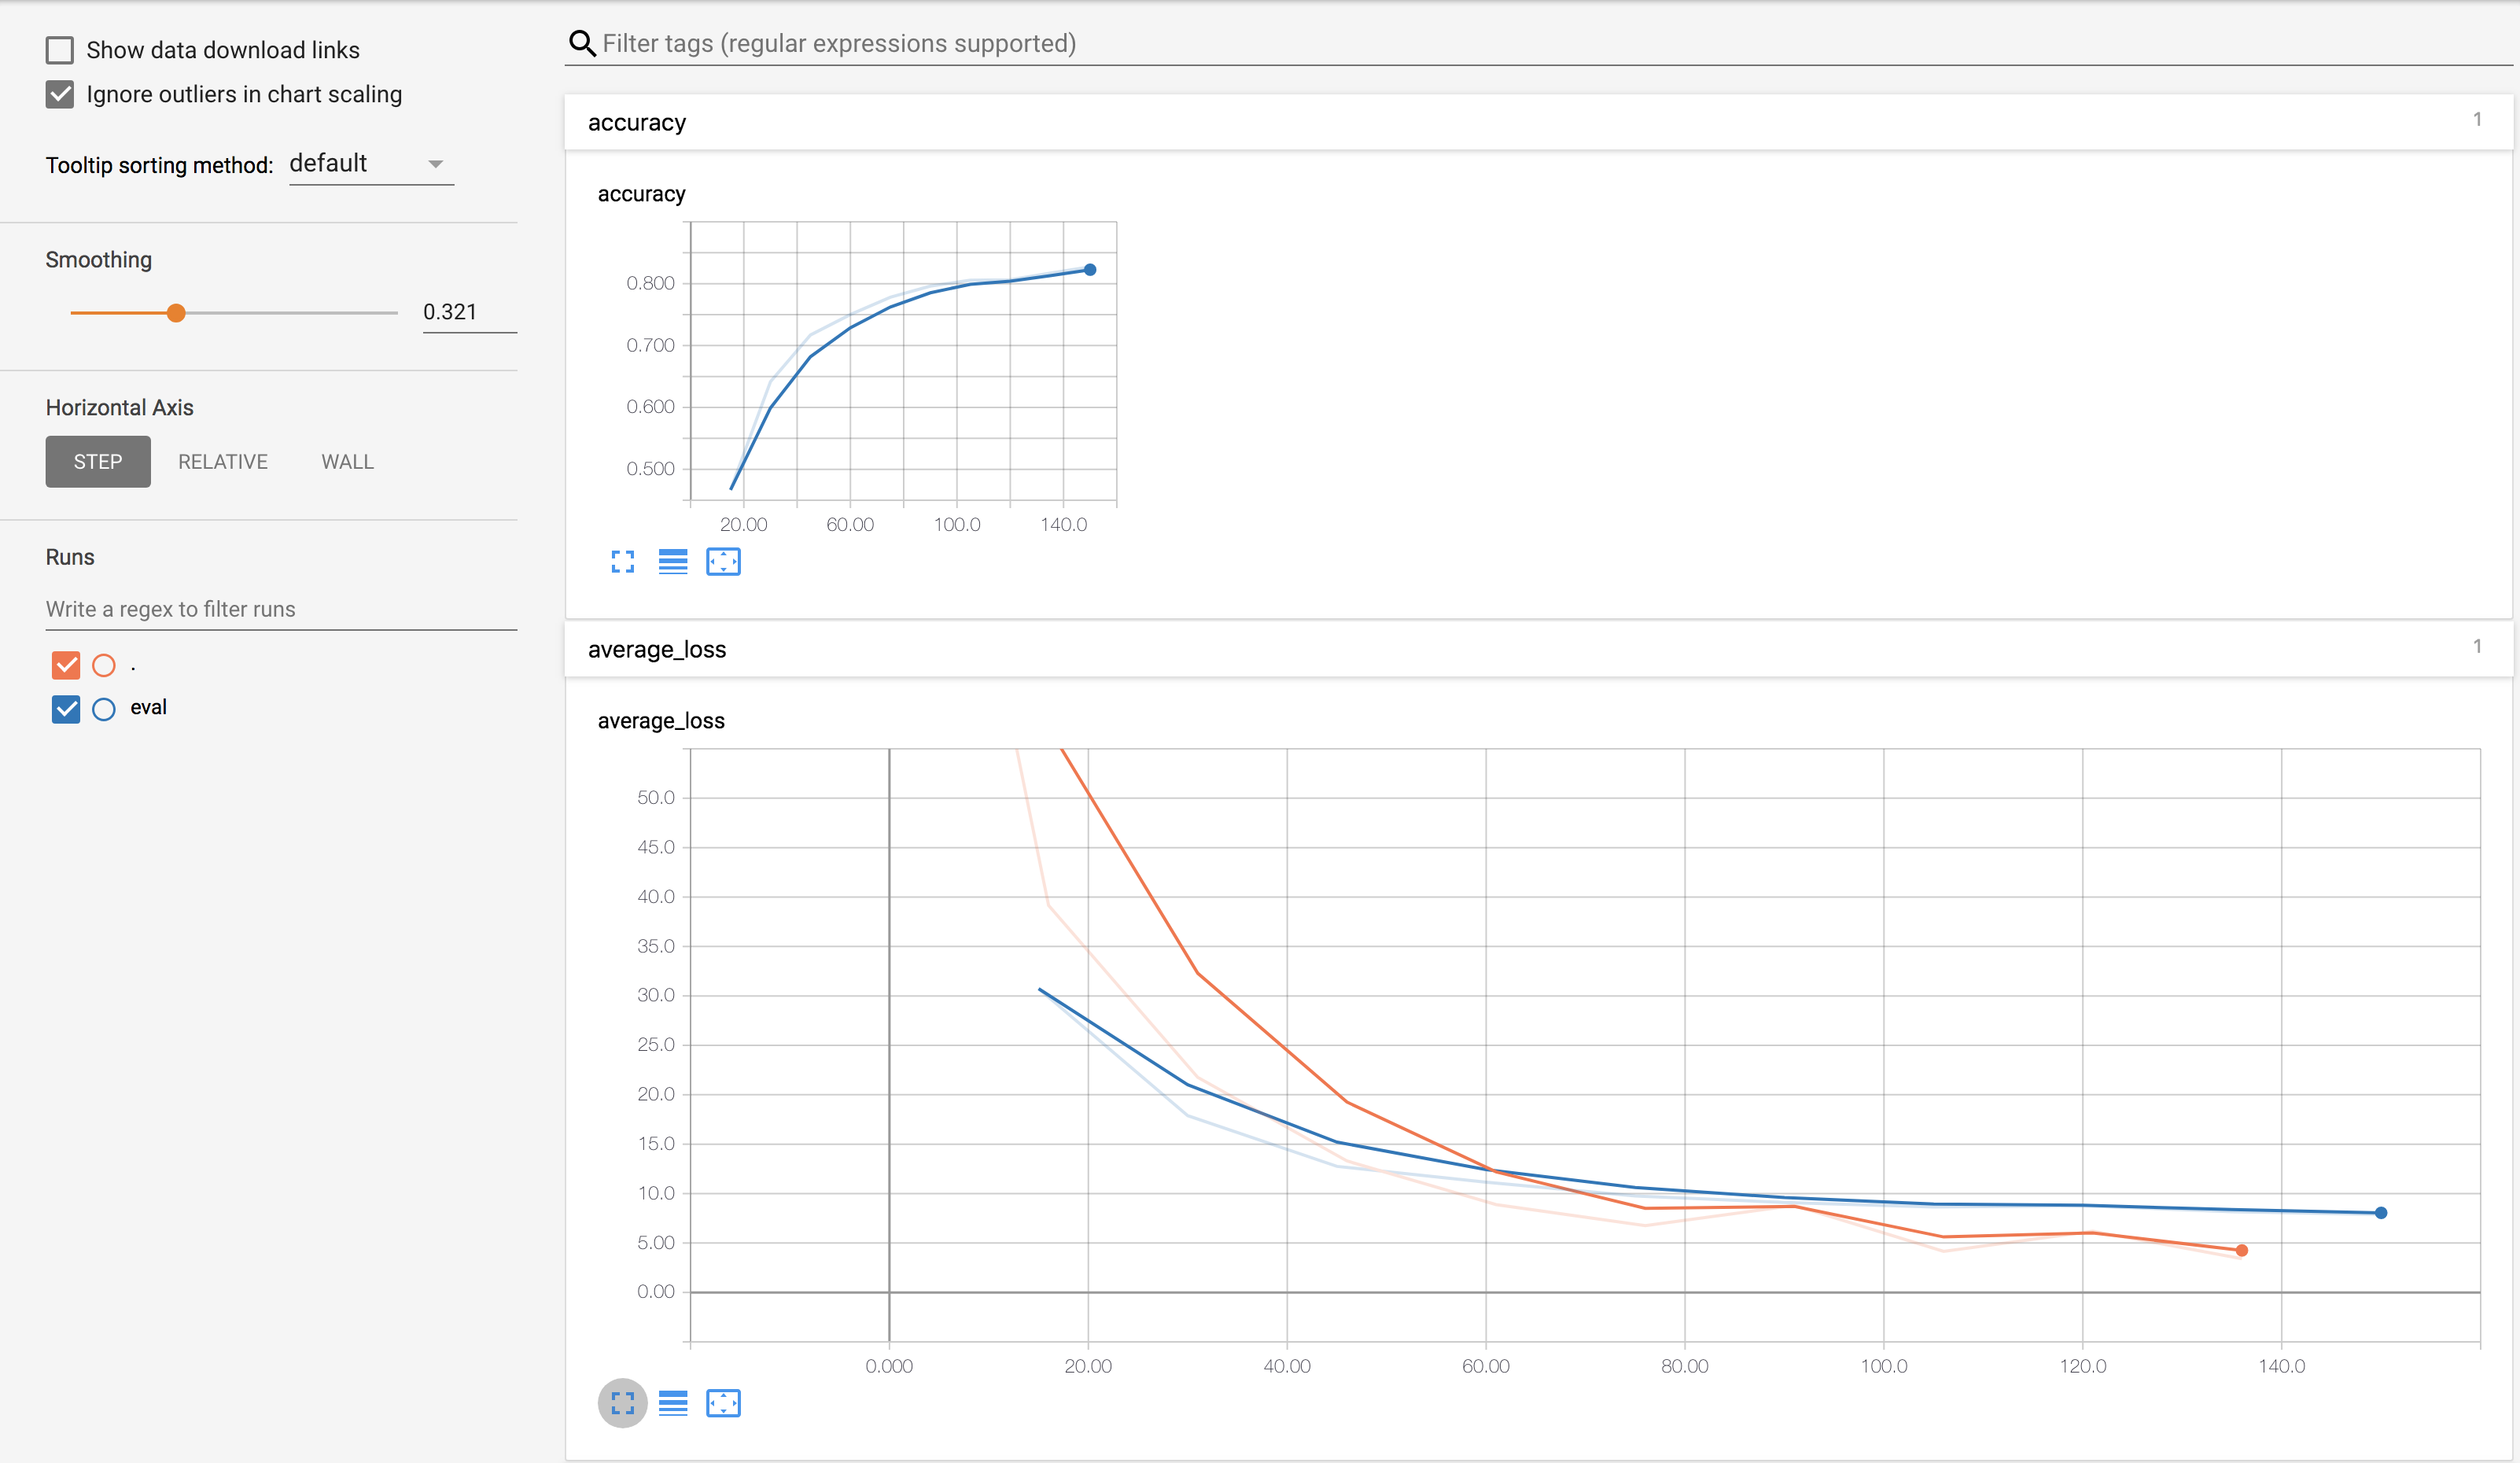 Show data download links
Ignore outliers in chart scaling
Tooltip sorting method: default
Smoothing
0.321
Horizontal Axis
STEP RELATIVE WALL
Runs
Write a regex to filter runs
.
eval
Filter tags (regular expressions supported)
accuracy 1
accuracy
0.800
0.700
0.600
0.500
20.00 60.00 100.0 140.0
average_loss 1
average_loss
50.0
45.0
40.0
35.0
30.0
25.0
20.0
15.0
10.0
5.00
0.00
0.000 20.00 40.00 60.00 80.00 100.0 120.0 140.0